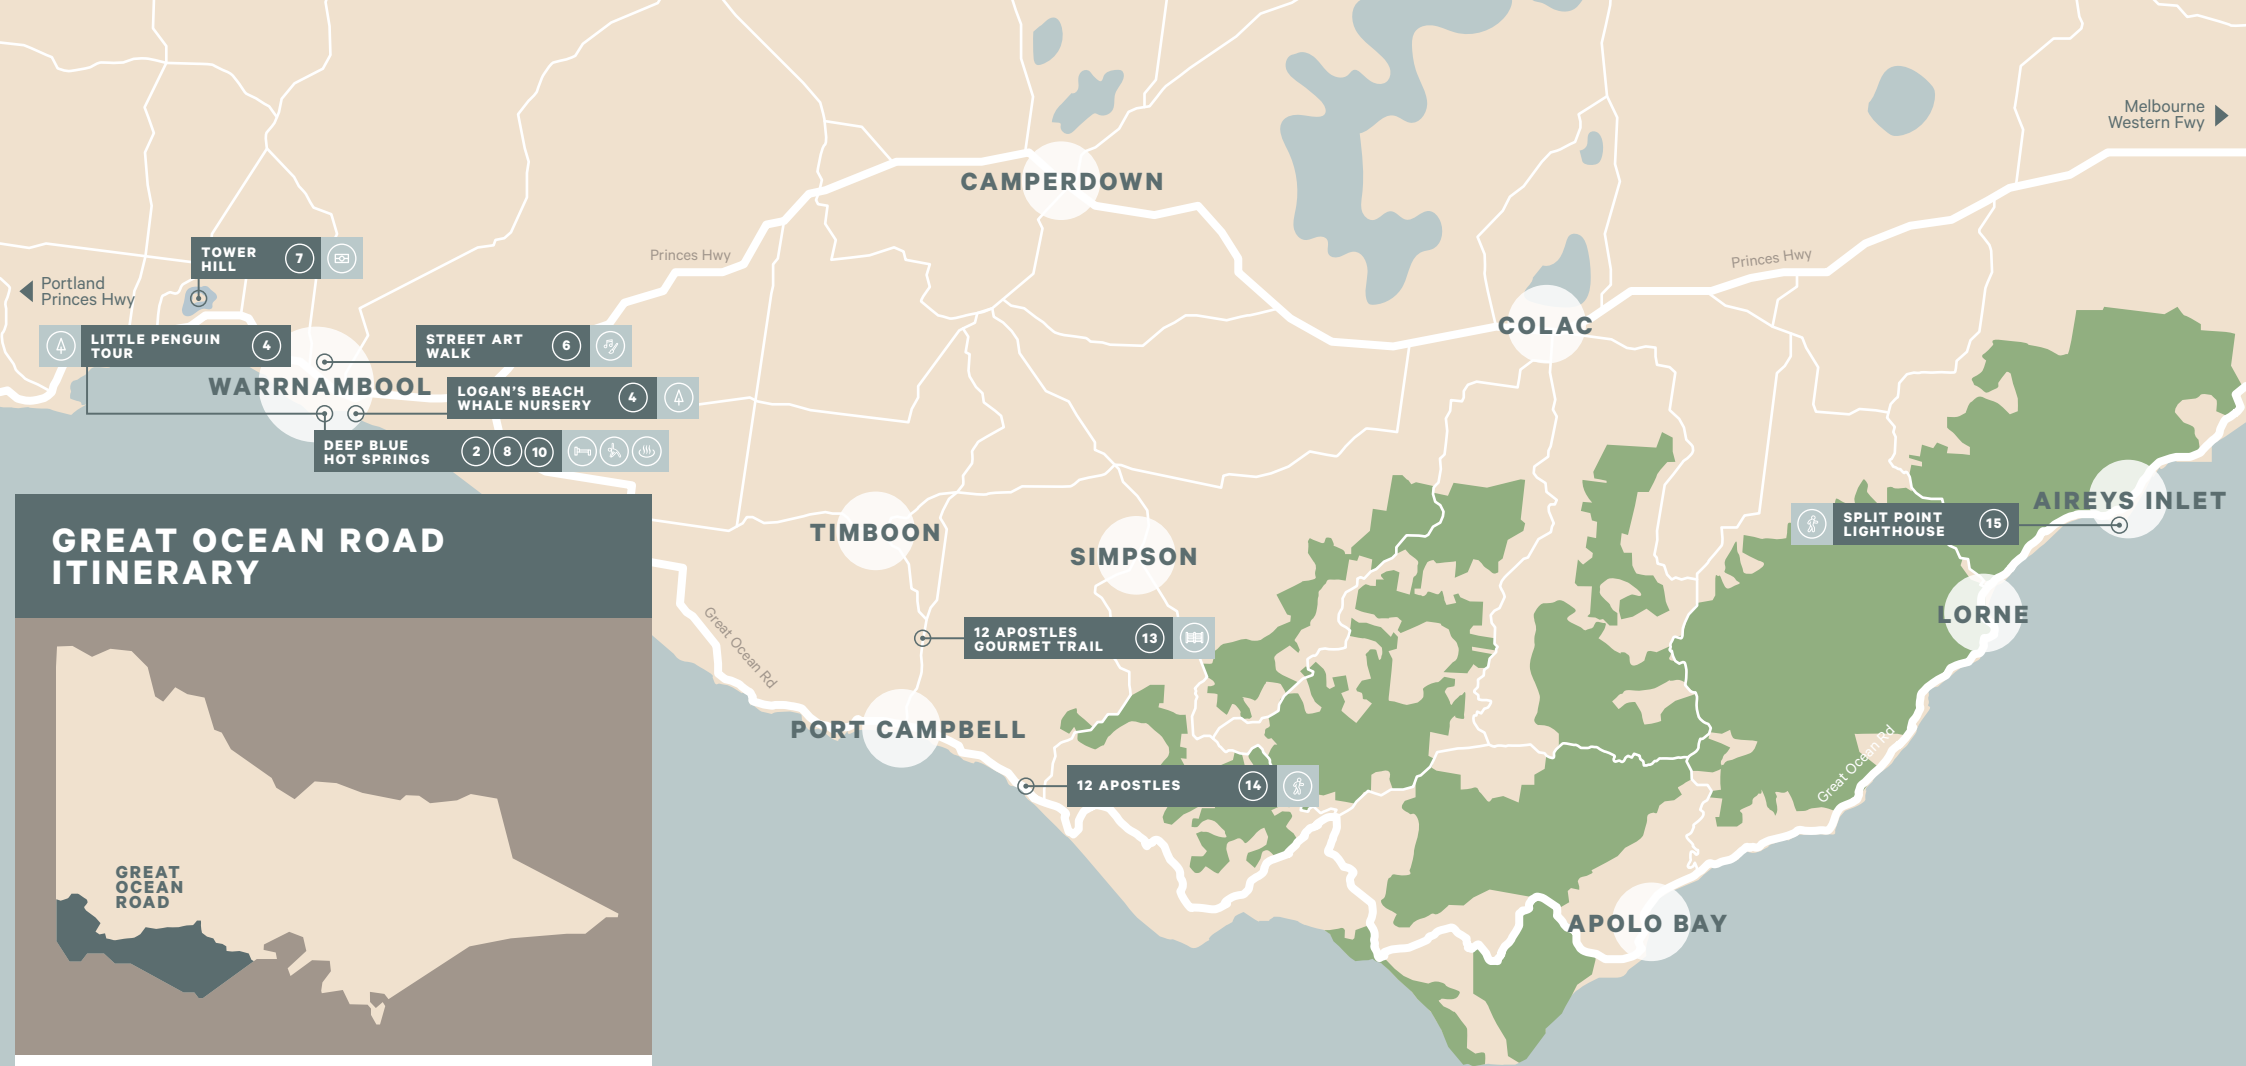 Melbourne
Western Fwy
CAMPERDOWN
Princes Hwy
Princes Hwy
TOWER
HILL
7
Portland
Princes Hwy
LITTLE PENGUIN
TOUR
4
STREET ART
WALK
6
WARRNAMBOOL
LOGAN'S BEACH
WHALE NURSERY
4
DEEP BLUE
HOT SPRINGS
2 8 10
COLAC
TIMBOON
SIMPSON
AIREYS INLET
SPLIT POINT
LIGHTHOUSE
15
LORNE
12 APOSTLES
GOURMET TRAIL
13
Great Ocean Rd
PORT CAMPBELL
12 APOSTLES
14
Great Ocean Rd
APOLO BAY
GREAT OCEAN ROAD
ITINERARY
GREAT
OCEAN
ROAD